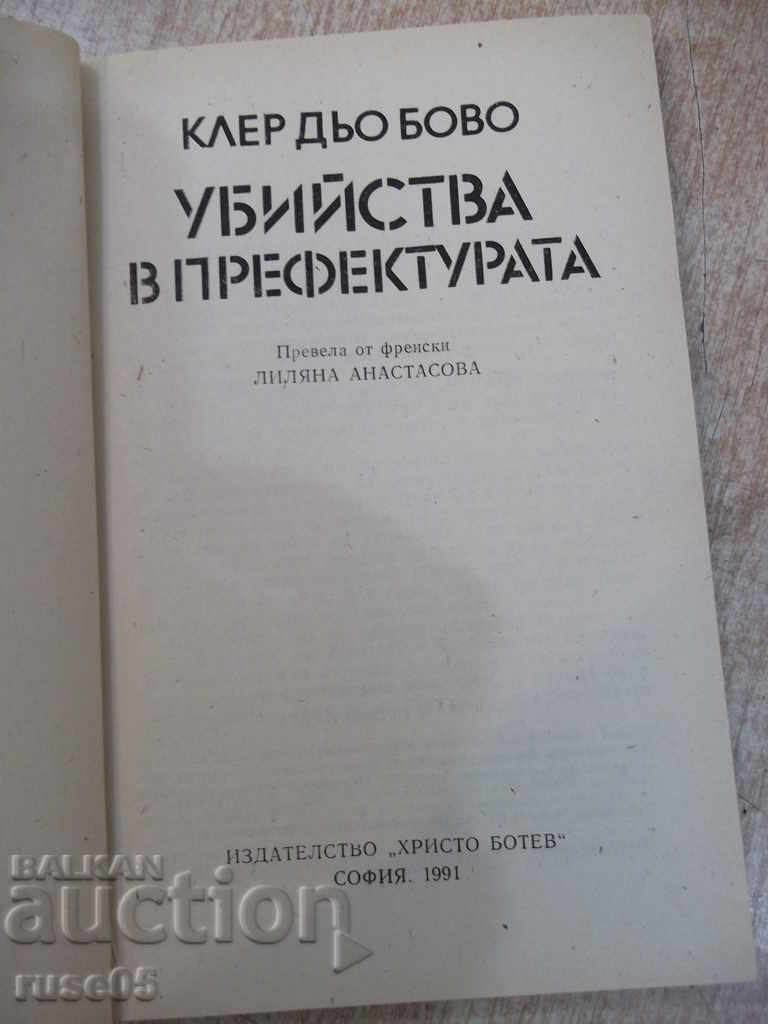 КЛЕР ДЬО БОВО
УБИЙСТВА
В ПРЕФЕКТУРАТА
Превела от френски
ЛИЛЯНА АНАСТАСОВА
ИЗДАТЕЛСТВО „ХРИСТО БОТЕВ“
СОФИЯ. 1991
BALKAN
auction
ruse05